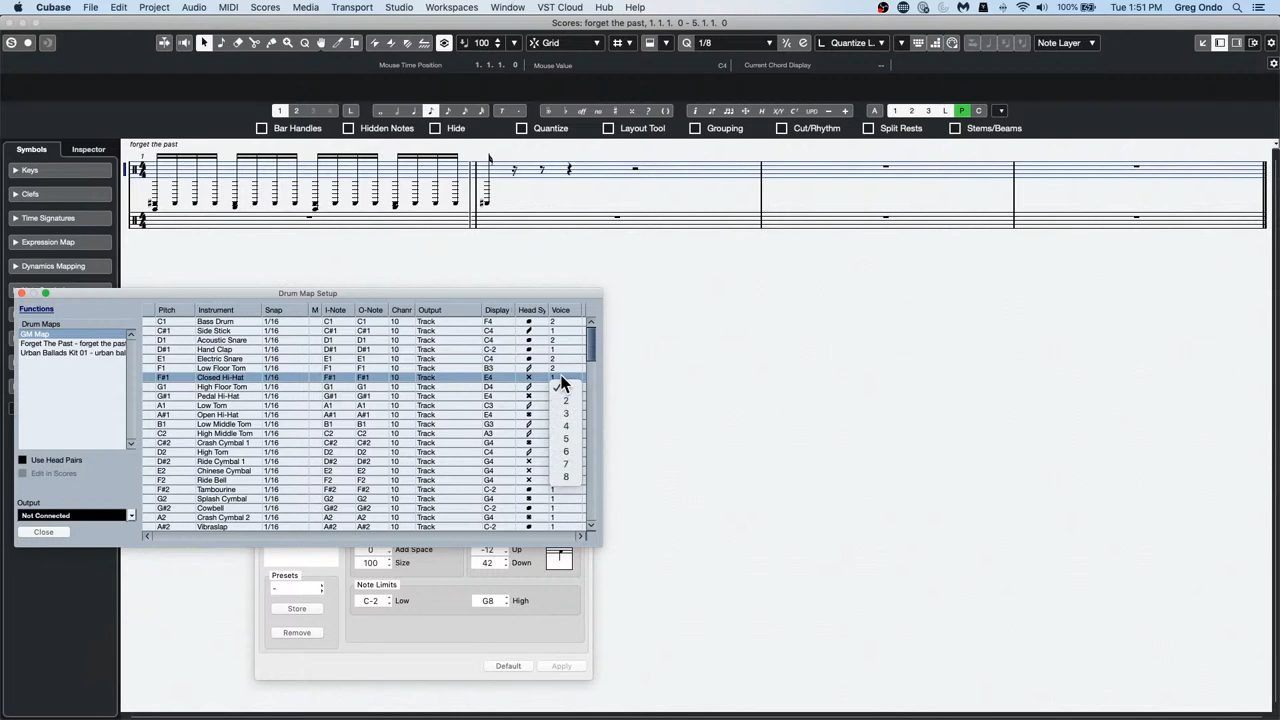 Cubase File Edit Project Audio MIDI Scores Media Transport Studio Workspaces Window VST Cloud Hub Help 100% Tue 1:51 PM Greg Ondo
Scores: forget the past, 1. 1. 1. 0 - 5. 1. 1. 0
100 Grid 1/8 L Quantize L. Note Layer
Mouse Time Position 1. 1. 1. 0 Mouse Value C4 Current Chord Display --
1 2 3 4 L off no ? ( ) i H X/Y C7 UPD A 1 2 3 L P C
Bar Handles Hidden Notes Hide Quantize Layout Tool Grouping Cut/Rhythm Split Rests Stems/Beams
Symbols Inspector
forget the past
1
Keys
Clefs
Time Signatures
Expression Map
Dynamics Mapping
Drum Map Setup
Functions
Drum Maps
GM Map
Forget The Past - forget the past
Urban Ballads Kit 01 - urban bal
Use Head Pairs
Edit in Scores
Output
Not Connected
Close
Pitch Instrument Snap M I-Note O-Note Chanr Output Display Head Sy Voice
C1 Bass Drum 1/16 C1 C1 10 Track F4 2
C#1 Side Stick 1/16 C#1 C#1 10 Track C4 1
D1 Acoustic Snare 1/16 D1 D1 10 Track C4 2
D#1 Hand Clap 1/16 D#1 D#1 10 Track C-2 1
E1 Electric Snare 1/16 E1 E1 10 Track C4 2
F1 Low Floor Tom 1/16 F1 F1 10 Track B3 2
F#1 Closed Hi-Hat 1/16 F#1 F#1 10 Track E4 1
G1 High Floor Tom 1/16 G1 G1 10 Track D4
G#1 Pedal Hi-Hat 1/16 G#1 G#1 10 Track E4
A1 Low Tom 1/16 A1 A1 10 Track C3
A#1 Open Hi-Hat 1/16 A#1 A#1 10 Track E4
B1 Low Middle Tom 1/16 B1 B1 10 Track G3
C2 High Middle Tom 1/16 C2 C2 10 Track A3
C#2 Crash Cymbal 1 1/16 C#2 C#2 10 Track G4
D2 High Tom 1/16 D2 D2 10 Track C4
D#2 Ride Cymbal 1 1/16 D#2 D#2 10 Track G4
E2 Chinese Cymbal 1/16 E2 E2 10 Track G4
F2 Ride Bell 1/16 F2 F2 10 Track G4
F#2 Tambourine 1/16 F#2 F#2 10 Track C-2 1
G2 Splash Cymbal 1/16 G2 G2 10 Track G4 1
G#2 Cowbell 1/16 G#2 G#2 10 Track C-2 1
A2 Crash Cymbal 2 1/16 A2 A2 10 Track G4 1
A#2 Vibraslap 1/16 A#2 A#2 10 Track C-2 1
2
3
4
5
6
7
8
0 Add Space -12 Up
100 Size 42 Down
Presets
-
Store
Remove
Note Limits
C-2 Low G8 High
Default Apply